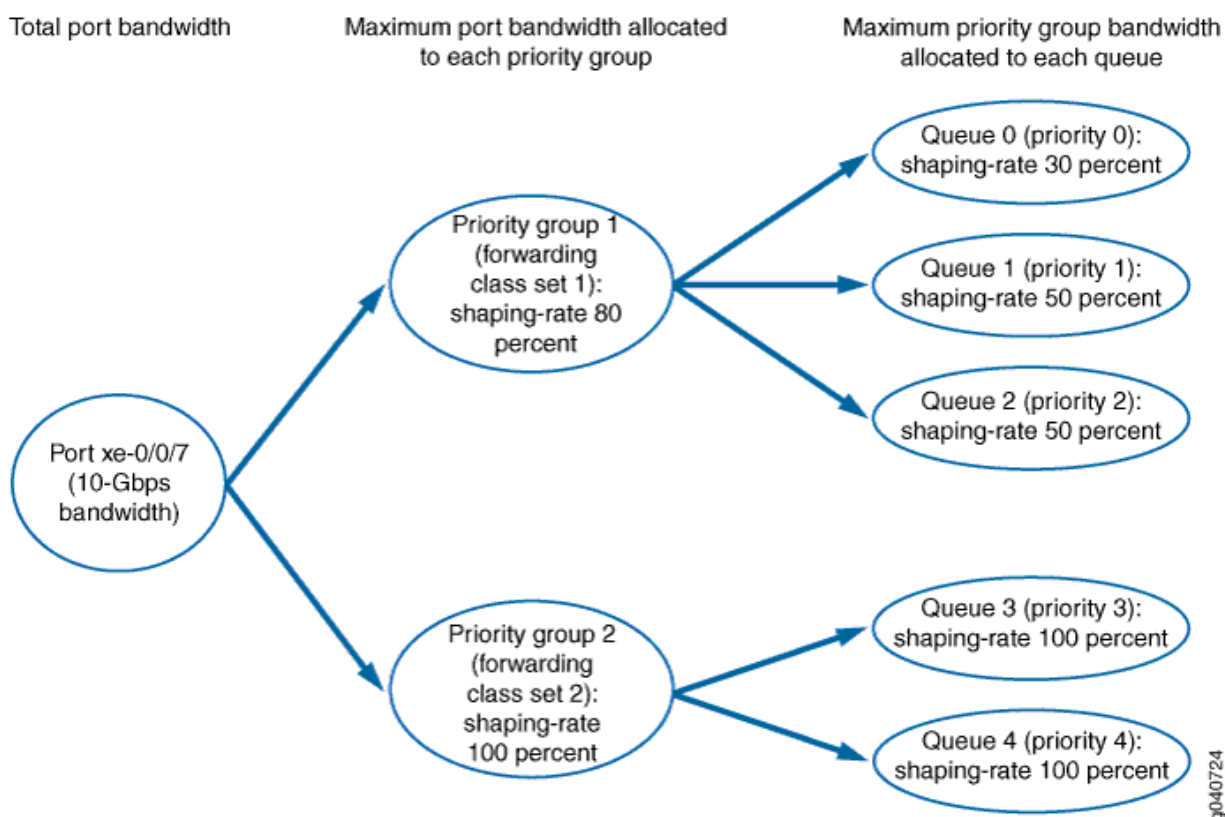 Total port bandwidth
Maximum port bandwidth allocated
to each priority group
Maximum priority group bandwidth
allocated to each queue
Port xe-0/0/7
(10-Gbps
bandwidth)
Priority group 1
(forwarding
class set 1):
shaping-rate 80
percent
Priority group 2
(forwarding
class set 2):
shaping-rate
100 percent
Queue 0 (priority 0):
shaping-rate 30 percent
Queue 1 (priority 1):
shaping-rate 50 percent
Queue 2 (priority 2):
shaping-rate 50 percent
Queue 3 (priority 3):
shaping-rate 100 percent
Queue 4 (priority 4):
shaping-rate 100 percent
g040724